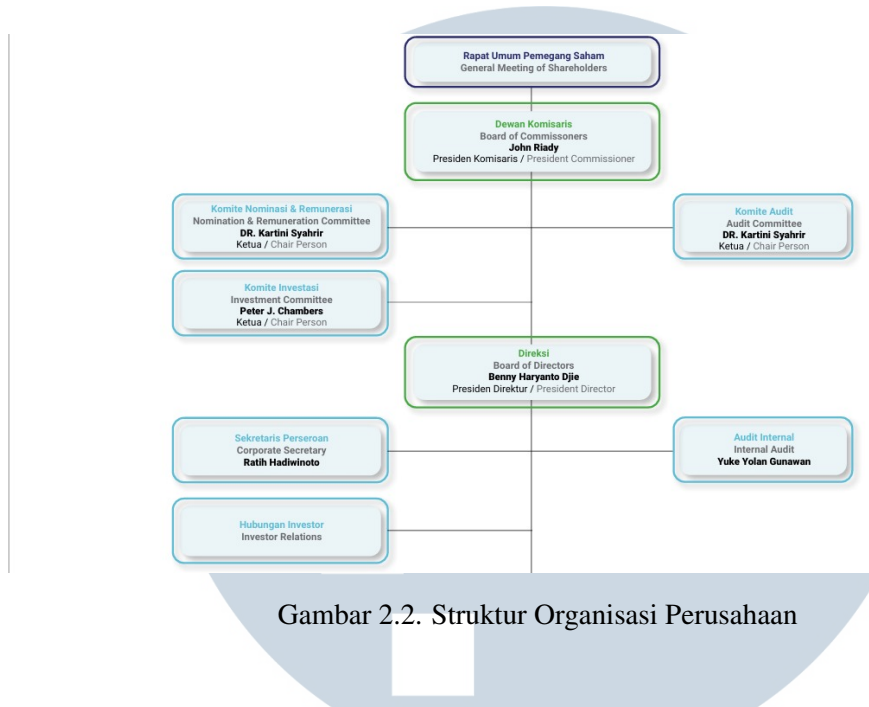 Rapat Umum Pemegang Saham
General Meeting of Shareholders
Dewan Komisaris
Board of Commissoners
John Riady
Presiden Komisaris / President Commissioner
Komite Nominasi & Remunerasi
Nomination & Remuneration Committee
DR. Kartini Syahrir
Ketua / Chair Person
Komite Audit
Audit Committee
DR. Kartini Syahrir
Ketua / Chair Person
Komite Investasi
Investment Committee
Peter J. Chambers
Ketua / Chair Person
Direksi
Board of Directors
Benny Haryanto Djie
Presiden Direktur / President Director
Sekretaris Perseroan
Corporate Secretary
Ratih Hadiwinoto
Audit Internal
Internal Audit
Yuke Yolan Gunawan
Hubungan Investor
Investor Relations
Gambar 2.2. Struktur Organisasi Perusahaan